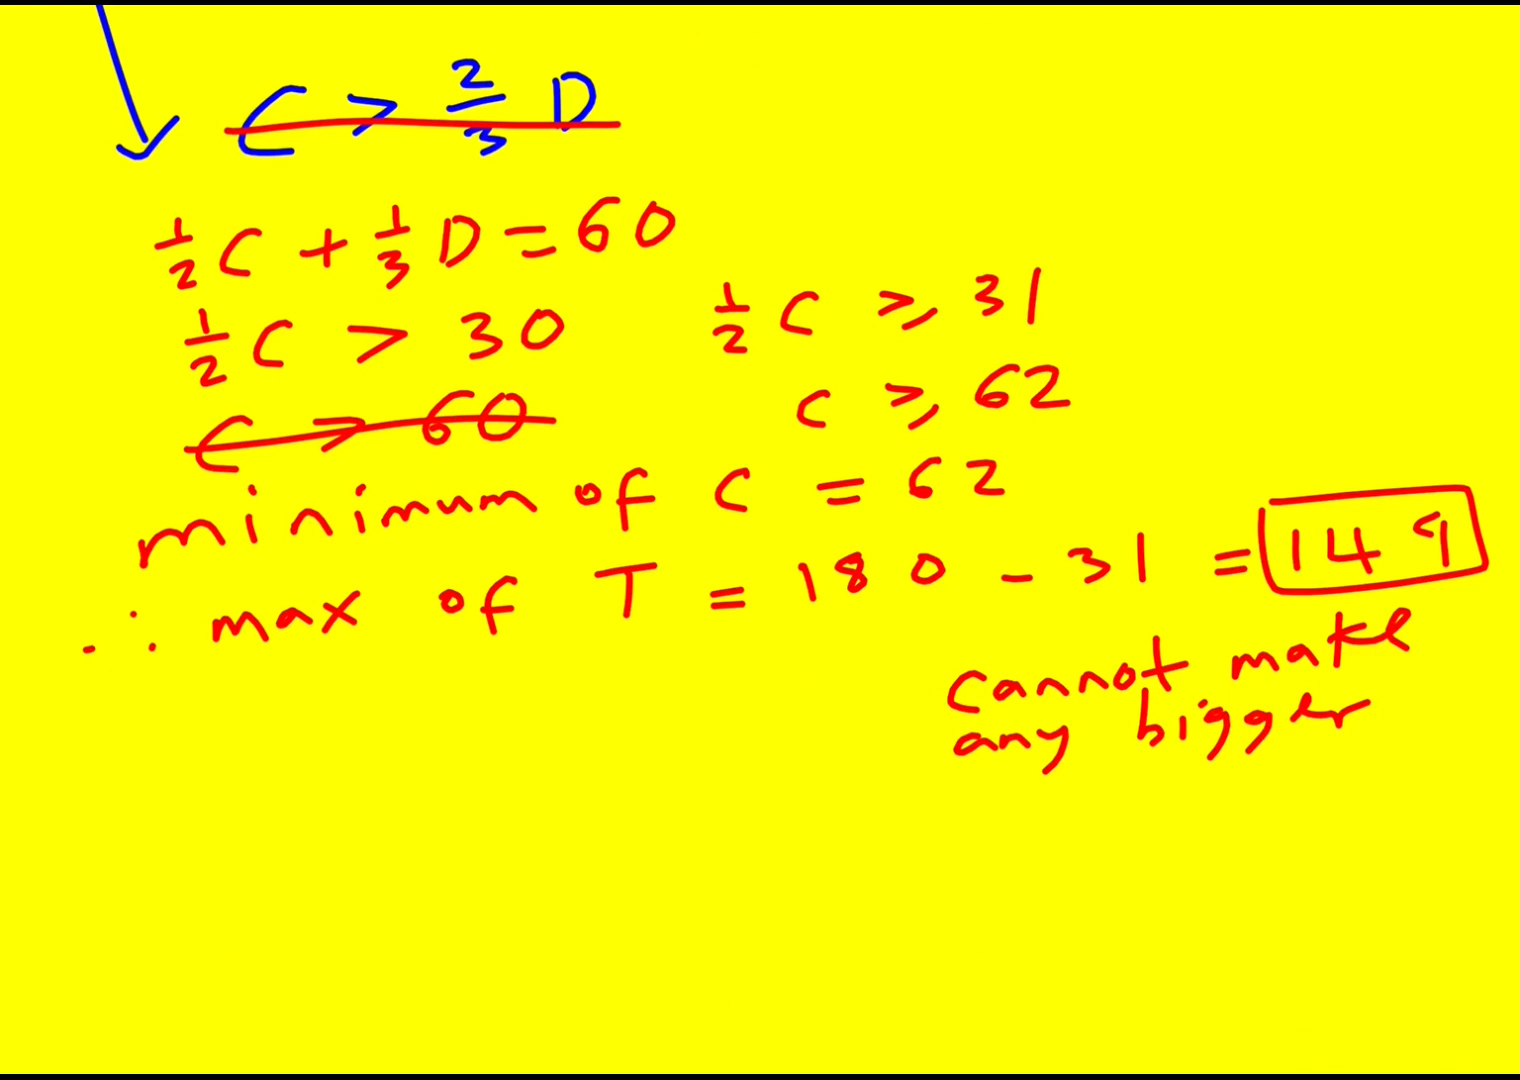 C > 2/3 D
1/2 C + 1/3 D = 60
1/2 C > 30
1/2 C ⩾ 31
C > 60
C ⩾ 62
minimum of C = 62
∴ max of T = 180 - 31 = 149
cannot make
any bigger